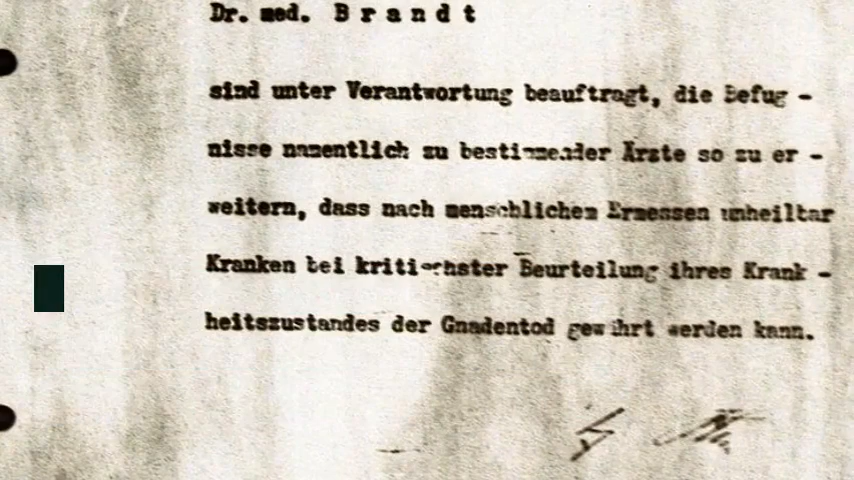 Dr. med. B r a n d t
sind unter Verantwortung beauftragt, die Befug -
nisse namentlich zu bestimmender Ärzte so zu er -
weitern, dass nach menschlichem Ermessen unheilbar
Kranken bei kritischster Beurteilung ihres Krank -
heitszustandes der Gnadentod gewährt werden kann.